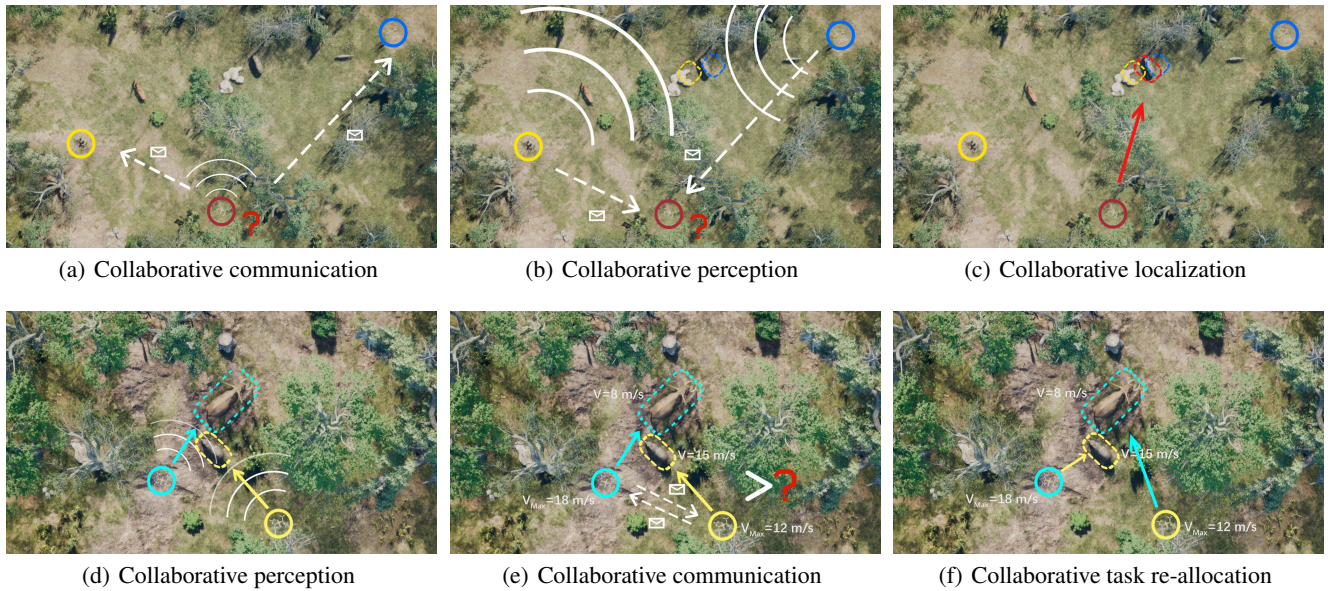 ?
(a) Collaborative communication
?
(b) Collaborative perception
(c) Collaborative localization
(d) Collaborative perception
V=8 m/s
V=15 m/s
V_Max=18 m/s
>?
V_Max=12 m/s
(e) Collaborative communication
V=8 m/s
V=15 m/s
V_Max=18 m/s
V_Max=12 m/s
(f) Collaborative task re-allocation